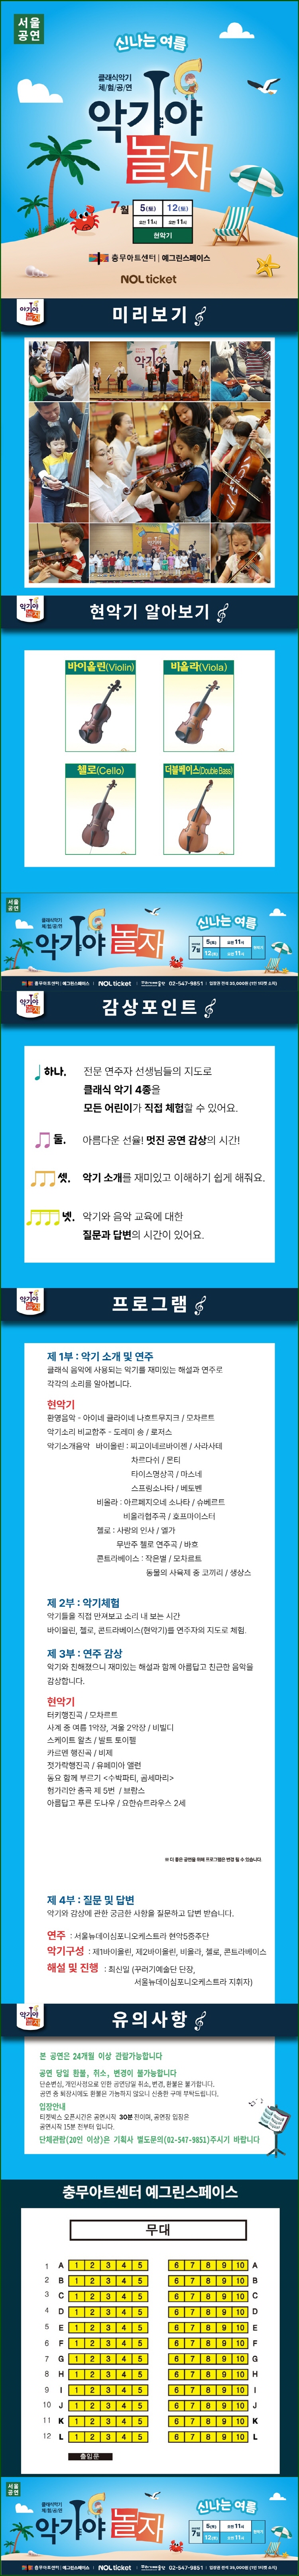 서울
공연
신나는 여름
클래식악기
체/험/공/연
악기야
놀자
7월
5(토) 12(토)
오전 11시 오전 11시
현악기
충무아트센터 | 예그린스페이스
NOL ticket
악기야
놀자
미리보기
현악기 알아보기
바이올린(Violin)
비올라(Viola)
첼로(Cello)
더블베이스(Double Bass)
서울
공연
클래식악기
체/험/공/연
악기야 놀자
신나는 여름
7월
5(토) 오전 11시
12(토) 오전 11시
현악기
충무아트센터 | 예그린스페이스 | NOL ticket
02-547-9851
감상포인트
하나. 전문 연주자 선생님들의 지도로
클래식 악기 4종을
모든 어린이가 직접 체험할 수 있어요.
둘. 아름다운 선율! 멋진 공연 감상의 시간!
셋. 악기 소개를 재미있고 이해하기 쉽게 해줘요.
넷. 악기와 음악 교육에 대한
질문과 답변의 시간이 있어요.
프로그램
제 1부 : 악기 소개 및 연주
클래식 음악에 사용되는 악기를 재미있는 해설과 연주로
각각의 소리를 알아봅니다.
현악기
환영음악 - 아이네 클라이네 나흐트무지크 / 모차르트
악기소리 비교합주 - 도레미 송 / 로저스
악기소개음악 바이올린 : 찌고이네르바이젠 / 사라사테
차르다쉬 / 몬티
타이스명상곡 / 마스네
스프링소나타 / 베토벤
비올라 : 아르페지오네 소나타 / 슈베르트
비올라협주곡 / 호프마이스터
첼로 : 사랑의 인사 / 엘가
무반주 첼로 연주곡 / 바흐
콘트라베이스 : 작은별 / 모차르트
동물의 사육제 중 코끼리 / 생상스
제 2부 : 악기체험
악기들을 직접 만져보고 소리 내 보는 시간
바이올린, 첼로, 콘트라베이스(현악기)를 연주자의 지도로 체험.
제 3부 : 연주 감상
악기와 친해졌으니 재미있는 해설과 함께 아름답고 친근한 음악을
감상합니다.
현악기
터키행진곡 / 모차르트
사계 중 여름 1악장, 겨울 2악장 / 비발디
스케이트 왈츠 / 발트 토이펠
카르멘 행진곡 / 비제
젓가락행진곡 / 유페미아 앨런
동요 함께 부르기 <수박파티, 곰세마리>
헝가리안 춤곡 제 5번 / 브람스
아름답고 푸른 도나우 / 요한슈트라우스 2세
※ 더 좋은 공연을 위해 프로그램은 변경 될 수 있습니다.
제 4부 : 질문 및 답변
악기와 감상에 관한 궁금한 사항을 질문하고 답변 받습니다.
연주 : 서울뉴데이심포니오케스트라 현악5중주단
악기구성 : 제1바이올린, 제2바이올린, 비올라, 첼로, 콘트라베이스
해설 및 진행 : 최신일 (꾸러기예술단 단장,
서울뉴데이심포니오케스트라 지휘자)
유의사항
본 공연은 24개월 이상 관람가능합니다
공연 당일 환불, 취소, 변경이 불가능합니다
단순변심, 개인사정으로 인한 공연당일 취소, 변경, 환불은 불가합니다.
공연 중 퇴장시에도 환불은 가능하지 않으니 신중한 구매 부탁드립니다.
입장안내
티켓박스 오픈시간은 공연시작 30분 전이며, 공연장 입장은
공연시작 15분 전부터 입니다.
단체관람(20인 이상)은 기획사 별도문의(02-547-9851)주시기 바랍니다
충무아트센터 예그린스페이스
무대
1 A 1 2 3 4 5 6 7 8 9 10 A
2 B 1 2 3 4 5 6 7 8 9 10 B
3 C 1 2 3 4 5 6 7 8 9 10 C
4 D 1 2 3 4 5 6 7 8 9 10 D
5 E 1 2 3 4 5 6 7 8 9 10 E
6 F 1 2 3 4 5 6 7 8 9 10 F
7 G 1 2 3 4 5 6 7 8 9 10 G
8 H 1 2 3 4 5 6 7 8 9 10 H
9 I 1 2 3 4 5 6 7 8 9 10 I
10 J 1 2 3 4 5 6 7 8 9 10 J
11 K 1 2 3 4 5 6 7 8 9 10 K
12 L 1 2 3 4 5 6 7 8 9 10 L
출입문
서울
공연
클래식악기
체/험/공/연
악기야 놀자
신나는 여름
7월
5(토) 오전 11시
12(토) 오전 11시
현악기
충무아트센터 | 예그린스페이스 | NOL ticket
02-547-9851